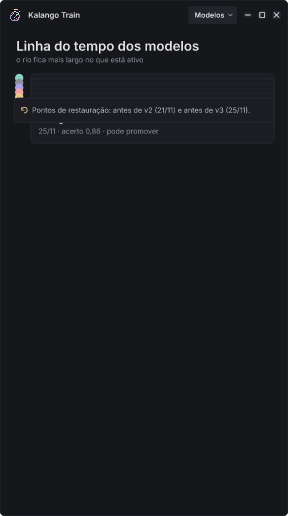 Kalango Train
Modelos
Linha do tempo dos modelos
o rio fica mais largo no que está ativo
Pontos de restauração: antes de v2 (21/11) e antes de v3 (25/11).
25/11 · acerto 0,86 · pode promover